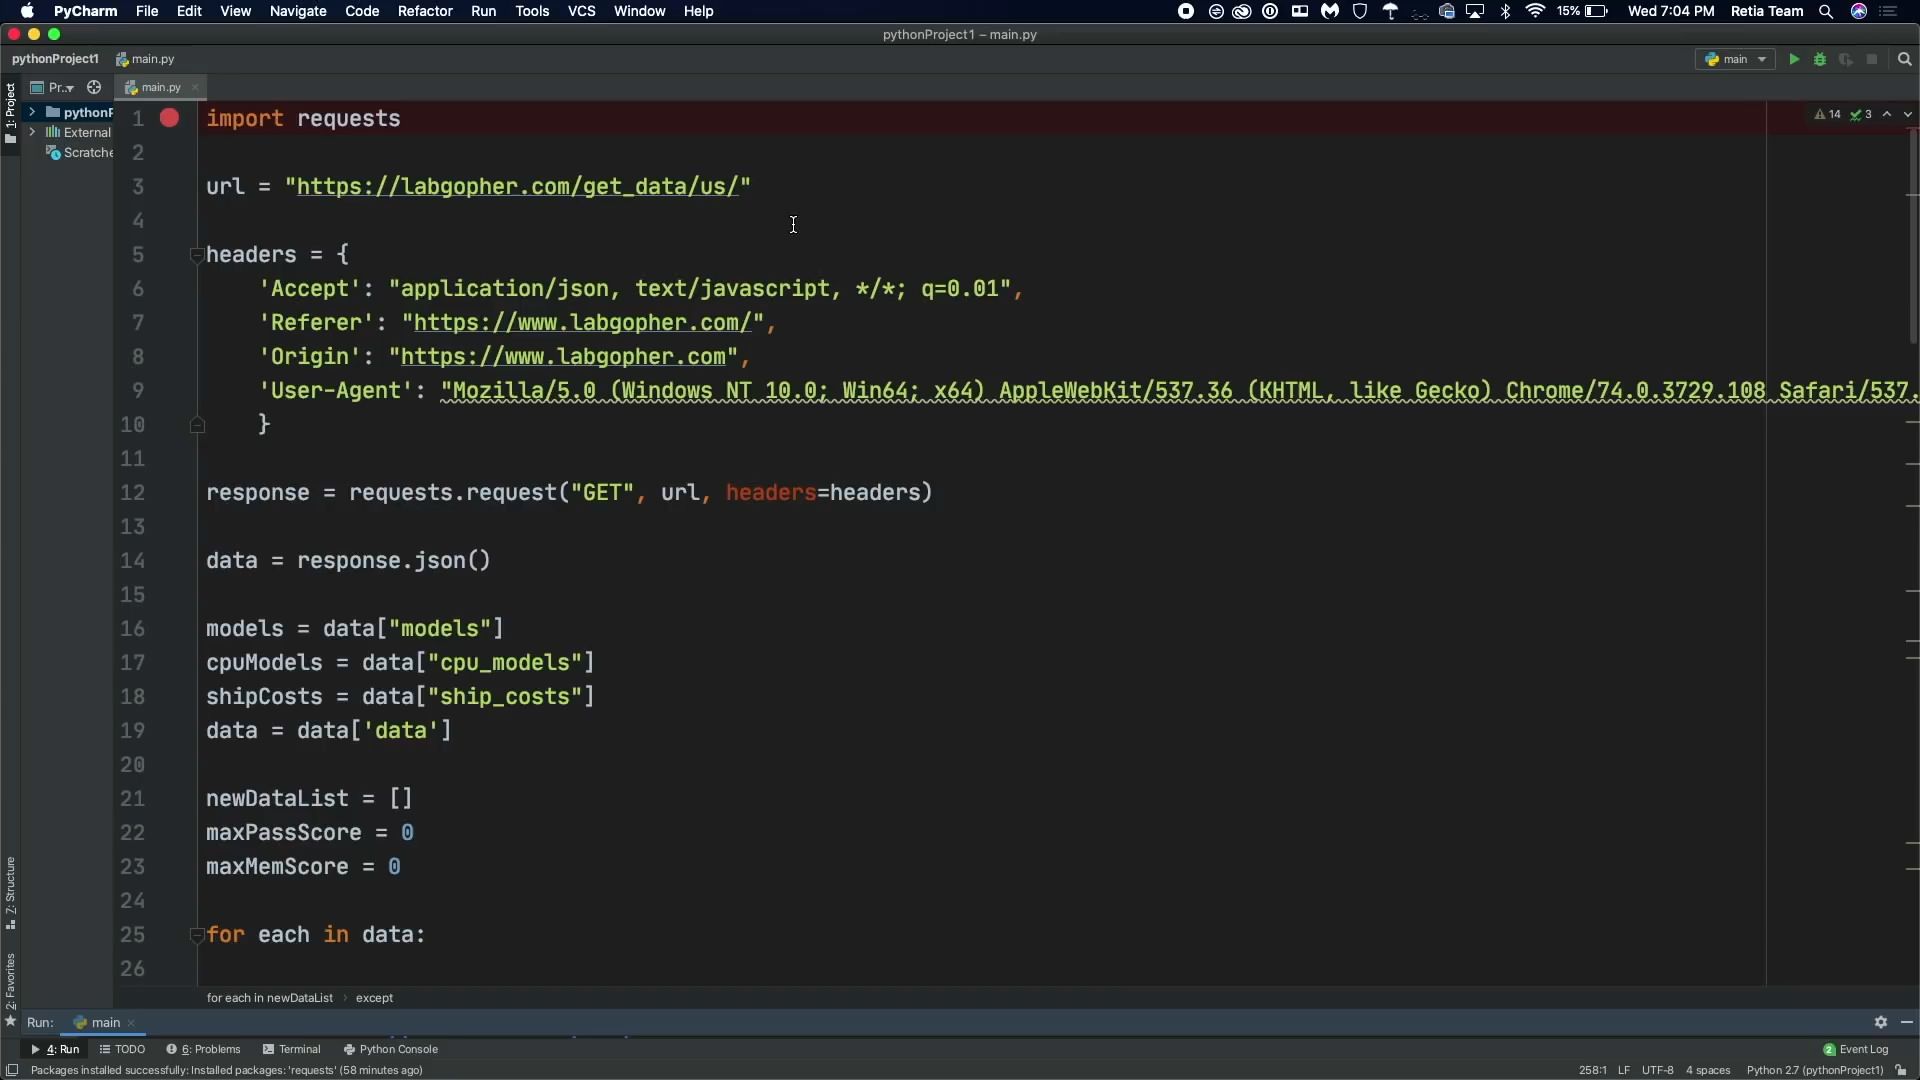 PyCharm File Edit View Navigate Code Refactor Run Tools VCS Window Help 15% Wed 7:04 PM Retia Team
pythonProject1 – main.py
pythonProject1 main.py main
1: Project Pr... main.py
pythonP
External
Scratche
14 3
1 import requests
2
3 url = "https://labgopher.com/get_data/us/"
4
5 headers = {
6 'Accept': "application/json, text/javascript, */*; q=0.01",
7 'Referer': "https://www.labgopher.com/",
8 'Origin': "https://www.labgopher.com",
9 'User-Agent': "Mozilla/5.0 (Windows NT 10.0; Win64; x64) AppleWebKit/537.36 (KHTML, like Gecko) Chrome/74.0.3729.108 Safari/537.
10 }
11
12 response = requests.request("GET", url, headers=headers)
13
14 data = response.json()
15
16 models = data["models"]
17 cpuModels = data["cpu_models"]
18 shipCosts = data["ship_costs"]
19 data = data['data']
20
21 newDataList = []
22 maxPassScore = 0
23 maxMemScore = 0
24
25 for each in data:
26
Z: Structure
2: Favorites
for each in newDataList › except
Run: main
4: Run TODO 6: Problems Terminal Python Console 2 Event Log
Packages installed successfully: Installed packages: 'requests' (58 minutes ago) 258:1 LF UTF-8 4 spaces Python 2.7 (pythonProject1)